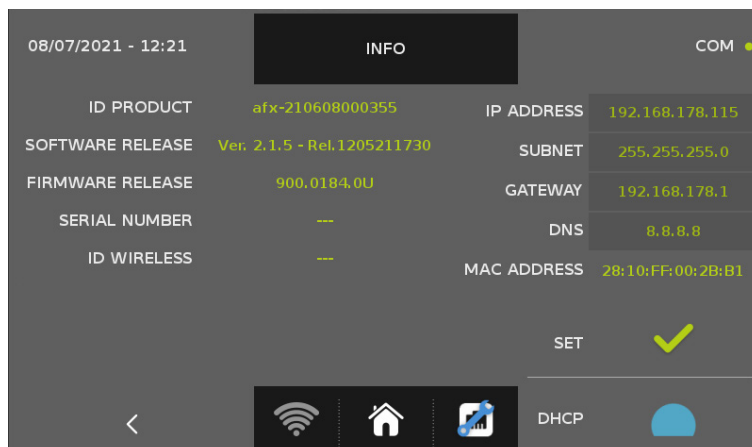 08/07/2021 - 12:21
INFO
COM
ID PRODUCT afx-210608000355
SOFTWARE RELEASE Ver. 2.1.5 - Rel.1205211730
FIRMWARE RELEASE 900.0184.0U
SERIAL NUMBER ---
ID WIRELESS ---
IP ADDRESS 192.168.178.115
SUBNET 255.255.255.0
GATEWAY 192.168.178.1
DNS 8.8.8.8
MAC ADDRESS 28:10:FF:00:2B:B1
SET
DHCP